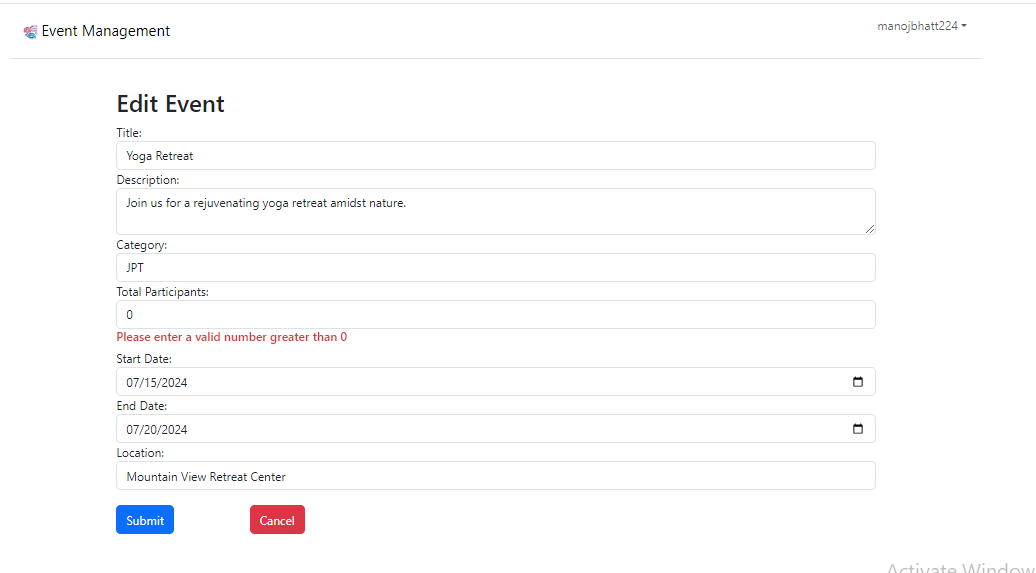 Event Management
manojbhatt224
Edit Event
Title:
Yoga Retreat
Description:
Join us for a rejuvenating yoga retreat amidst nature.
Category:
JPT
Total Participants:
0
Please enter a valid number greater than 0
Start Date:
07/15/2024
End Date:
07/20/2024
Location:
Mountain View Retreat Center
Submit Cancel
Activate Window